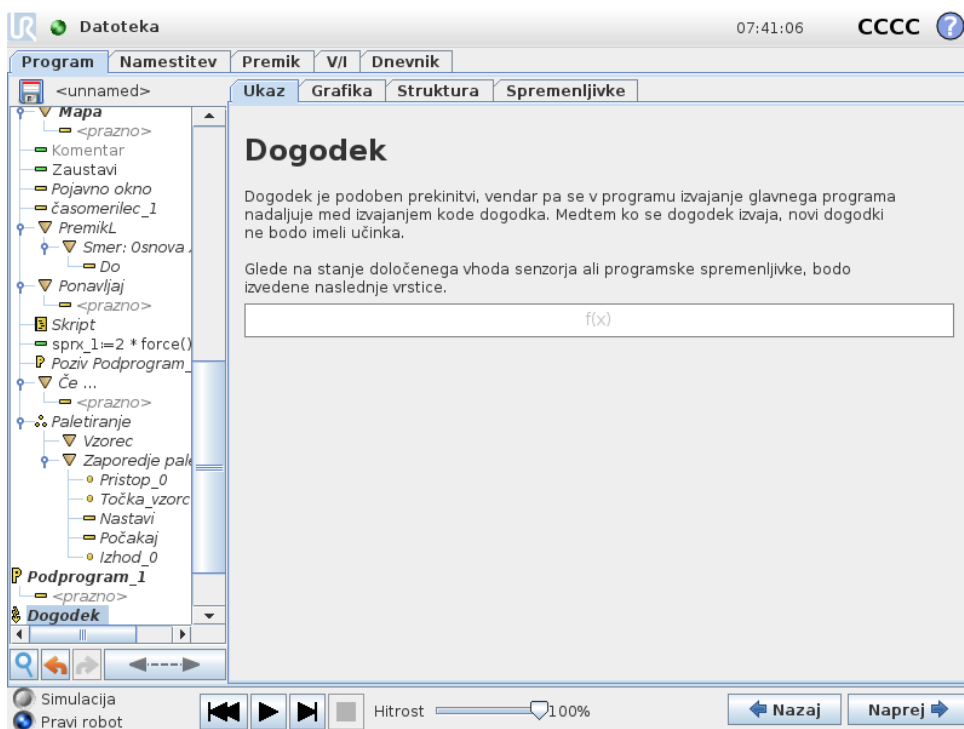 UR Datoteka 07:41:06 CCCC ?
Program Namestitev Premik V/I Dnevnik
<unnamed>
Ukaz Grafika Struktura Spremenljivke
Mapa
<prazno>
Komentar
Zaustavi
Pojavno okno
časomerilec_1
PremikL
Smer: Osnova
Do
Ponavljaj
<prazno>
Skript
sprx_1:=2 * force()
Poziv Podprogram_
Če ...
<prazno>
Paletiranje
Vzorec
Zaporedje pale
Pristop_0
Točka_vzorc
Nastavi
Počakaj
Izhod_0
P Podprogram_1
<prazno>
Dogodek
Dogodek
Dogodek je podoben prekinitvi, vendar pa se v programu izvajanje glavnega programa
nadaljuje med izvajanjem kode dogodka. Medtem ko se dogodek izvaja, novi dogodki
ne bodo imeli učinka.
Glede na stanje določenega vhoda senzorja ali programske spremenljivke, bodo
izvedene naslednje vrstice.
f(x)
Simulacija
Pravi robot
Hitrost 100%
Nazaj
Naprej